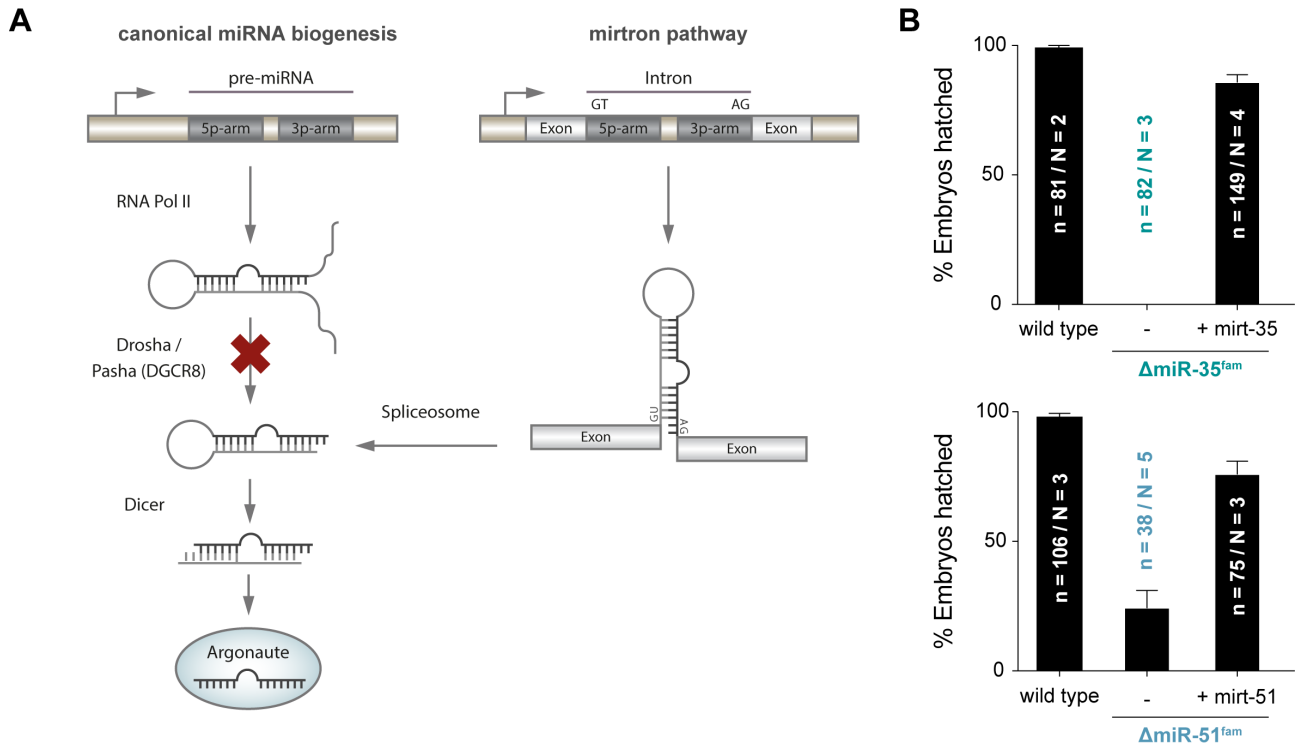 A
canonical miRNA biogenesis
pre-miRNA
5p-arm
3p-arm
RNA Pol II
Drosha /
Pasha (DGCR8)
Dicer
Argonaute
mirtron pathway
Intron
GT
AG
Exon
5p-arm
3p-arm
Exon
GU
AG
Spliceosome
Exon
Exon
B
% Embryos hatched
100
50
0
n = 81 / N = 2
n = 82 / N = 3
n = 149 / N = 4
wild type
-
+ mirt-35
ΔmiR-35fam
% Embryos hatched
100
50
0
n = 106 / N = 3
n = 38 / N = 5
n = 75 / N = 3
wild type
-
+ mirt-51
ΔmiR-51fam